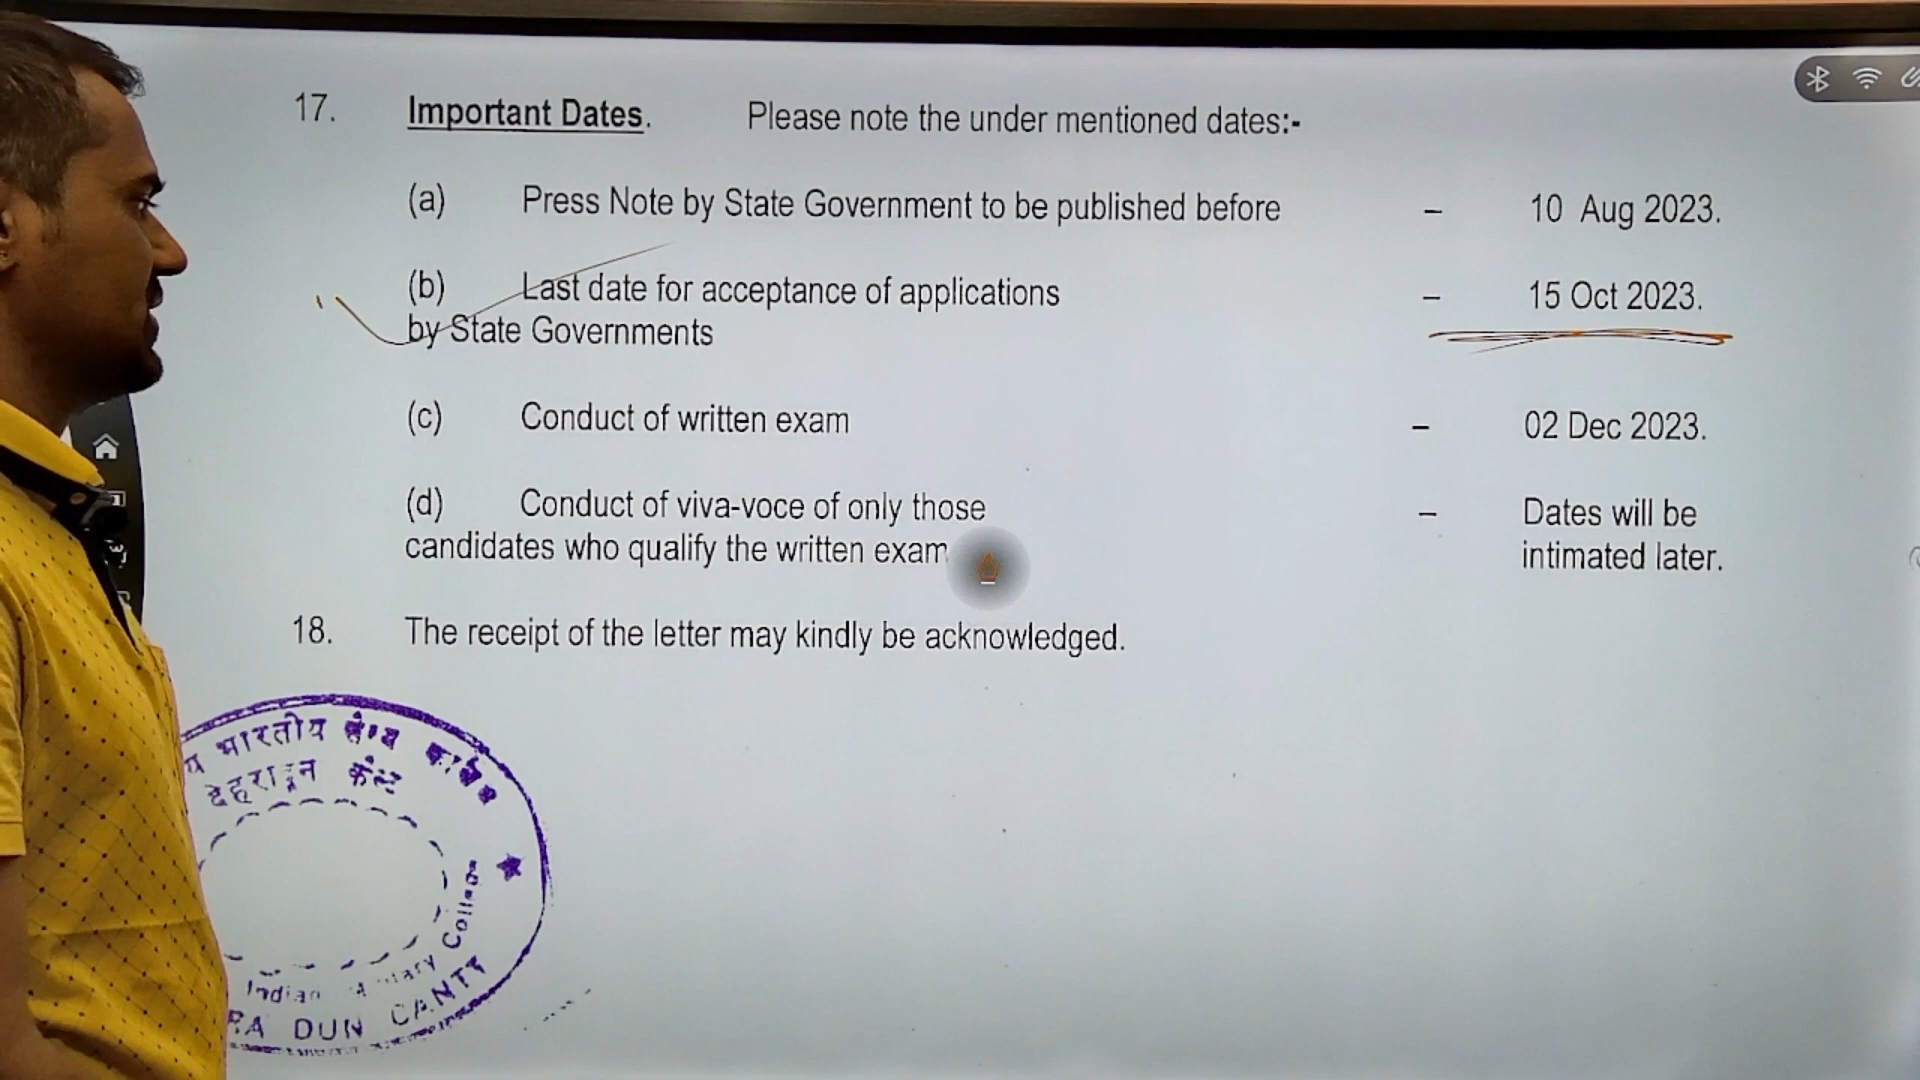 17. Important Dates. Please note the under mentioned dates:-
(a) Press Note by State Government to be published before – 10 Aug 2023.
(b) Last date for acceptance of applications – 15 Oct 2023.
by State Governments
(c) Conduct of written exam – 02 Dec 2023.
(d) Conduct of viva-voce of only those – Dates will be
candidates who qualify the written exam intimated later.
18. The receipt of the letter may kindly be acknowledged.
भारतीय सैन्य कालेज
देहरादून कैन्ट
Indian College
DUN CANTT